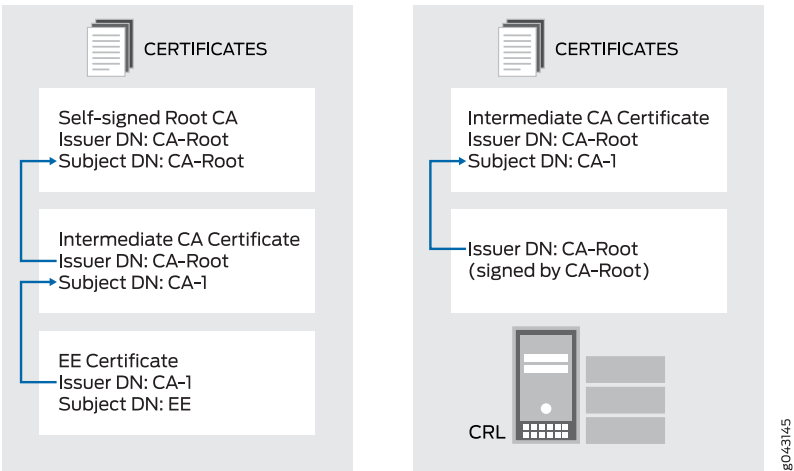 CERTIFICATES
Self-signed Root CA
Issuer DN: CA-Root
Subject DN: CA-Root
Intermediate CA Certificate
Issuer DN: CA-Root
Subject DN: CA-1
EE Certificate
Issuer DN: CA-1
Subject DN: EE
CERTIFICATES
Intermediate CA Certificate
Issuer DN: CA-Root
Subject DN: CA-1
Issuer DN: CA-Root
(signed by CA-Root)
CRL
g043145